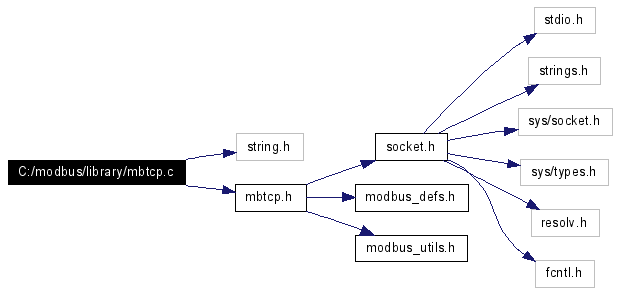 stdio.h
strings.h
sys/socket.h
string.h
socket.h
C:/modbus/library/mbtcp.c
sys/types.h
mbtcp.h
modbus_defs.h
resolv.h
modbus_utils.h
fcntl.h